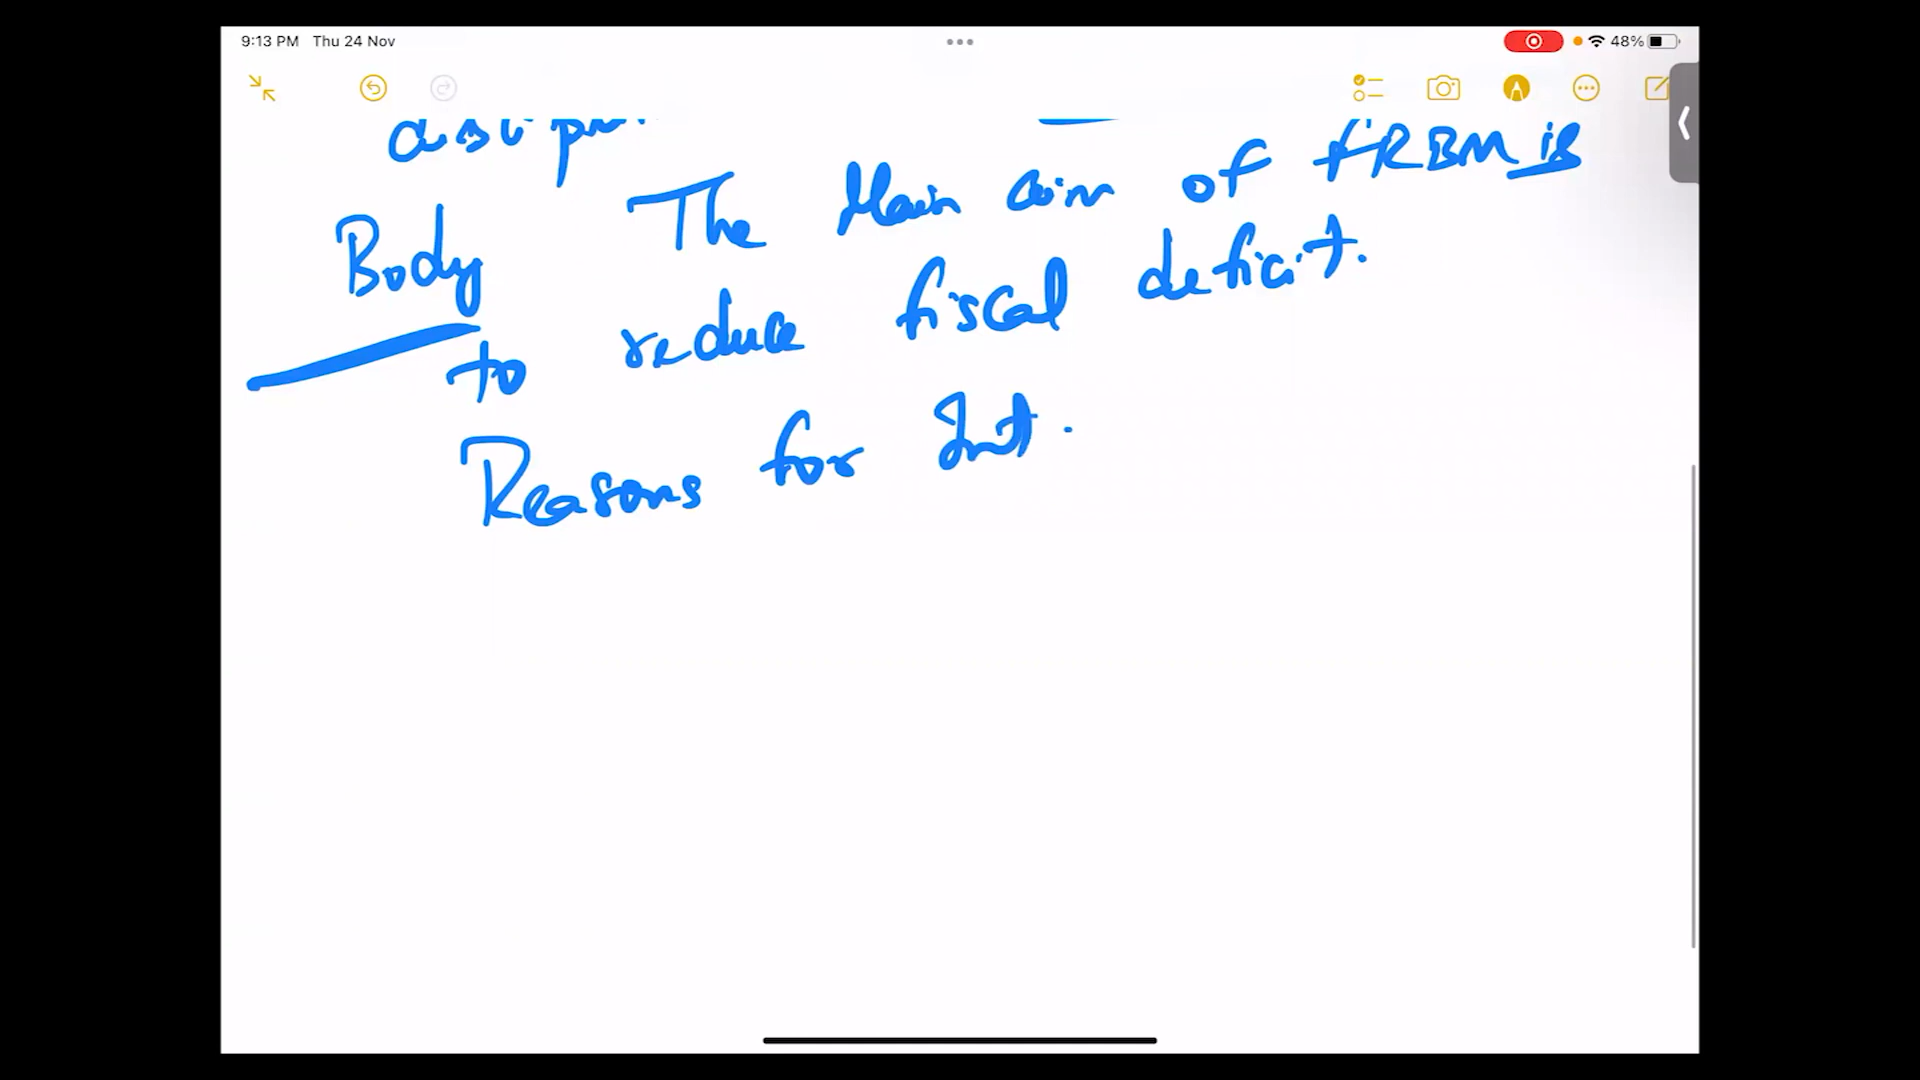 9:13 PM Thu 24 Nov
48%
The Main aim of FRBM is
Body
to reduce fiscal deficit.
Reasons for Int.